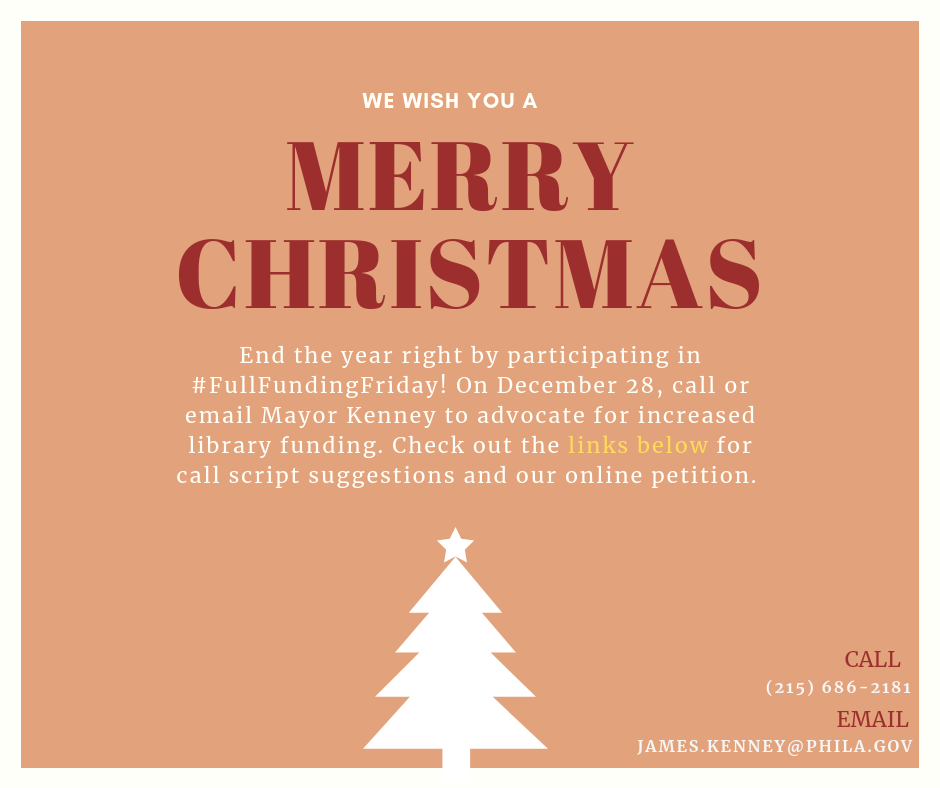 WE WISH YOU A
MERRY
CHRISTMAS
End the year right by participating in
#FullFundingFriday! On December 28, call or
email Mayor Kenney to advocate for increased
library funding. Check out the links below for
call script suggestions and our online petition.
CALL
(215) 686-2181
EMAIL
JAMES.KENNEY@PHILA.GOV